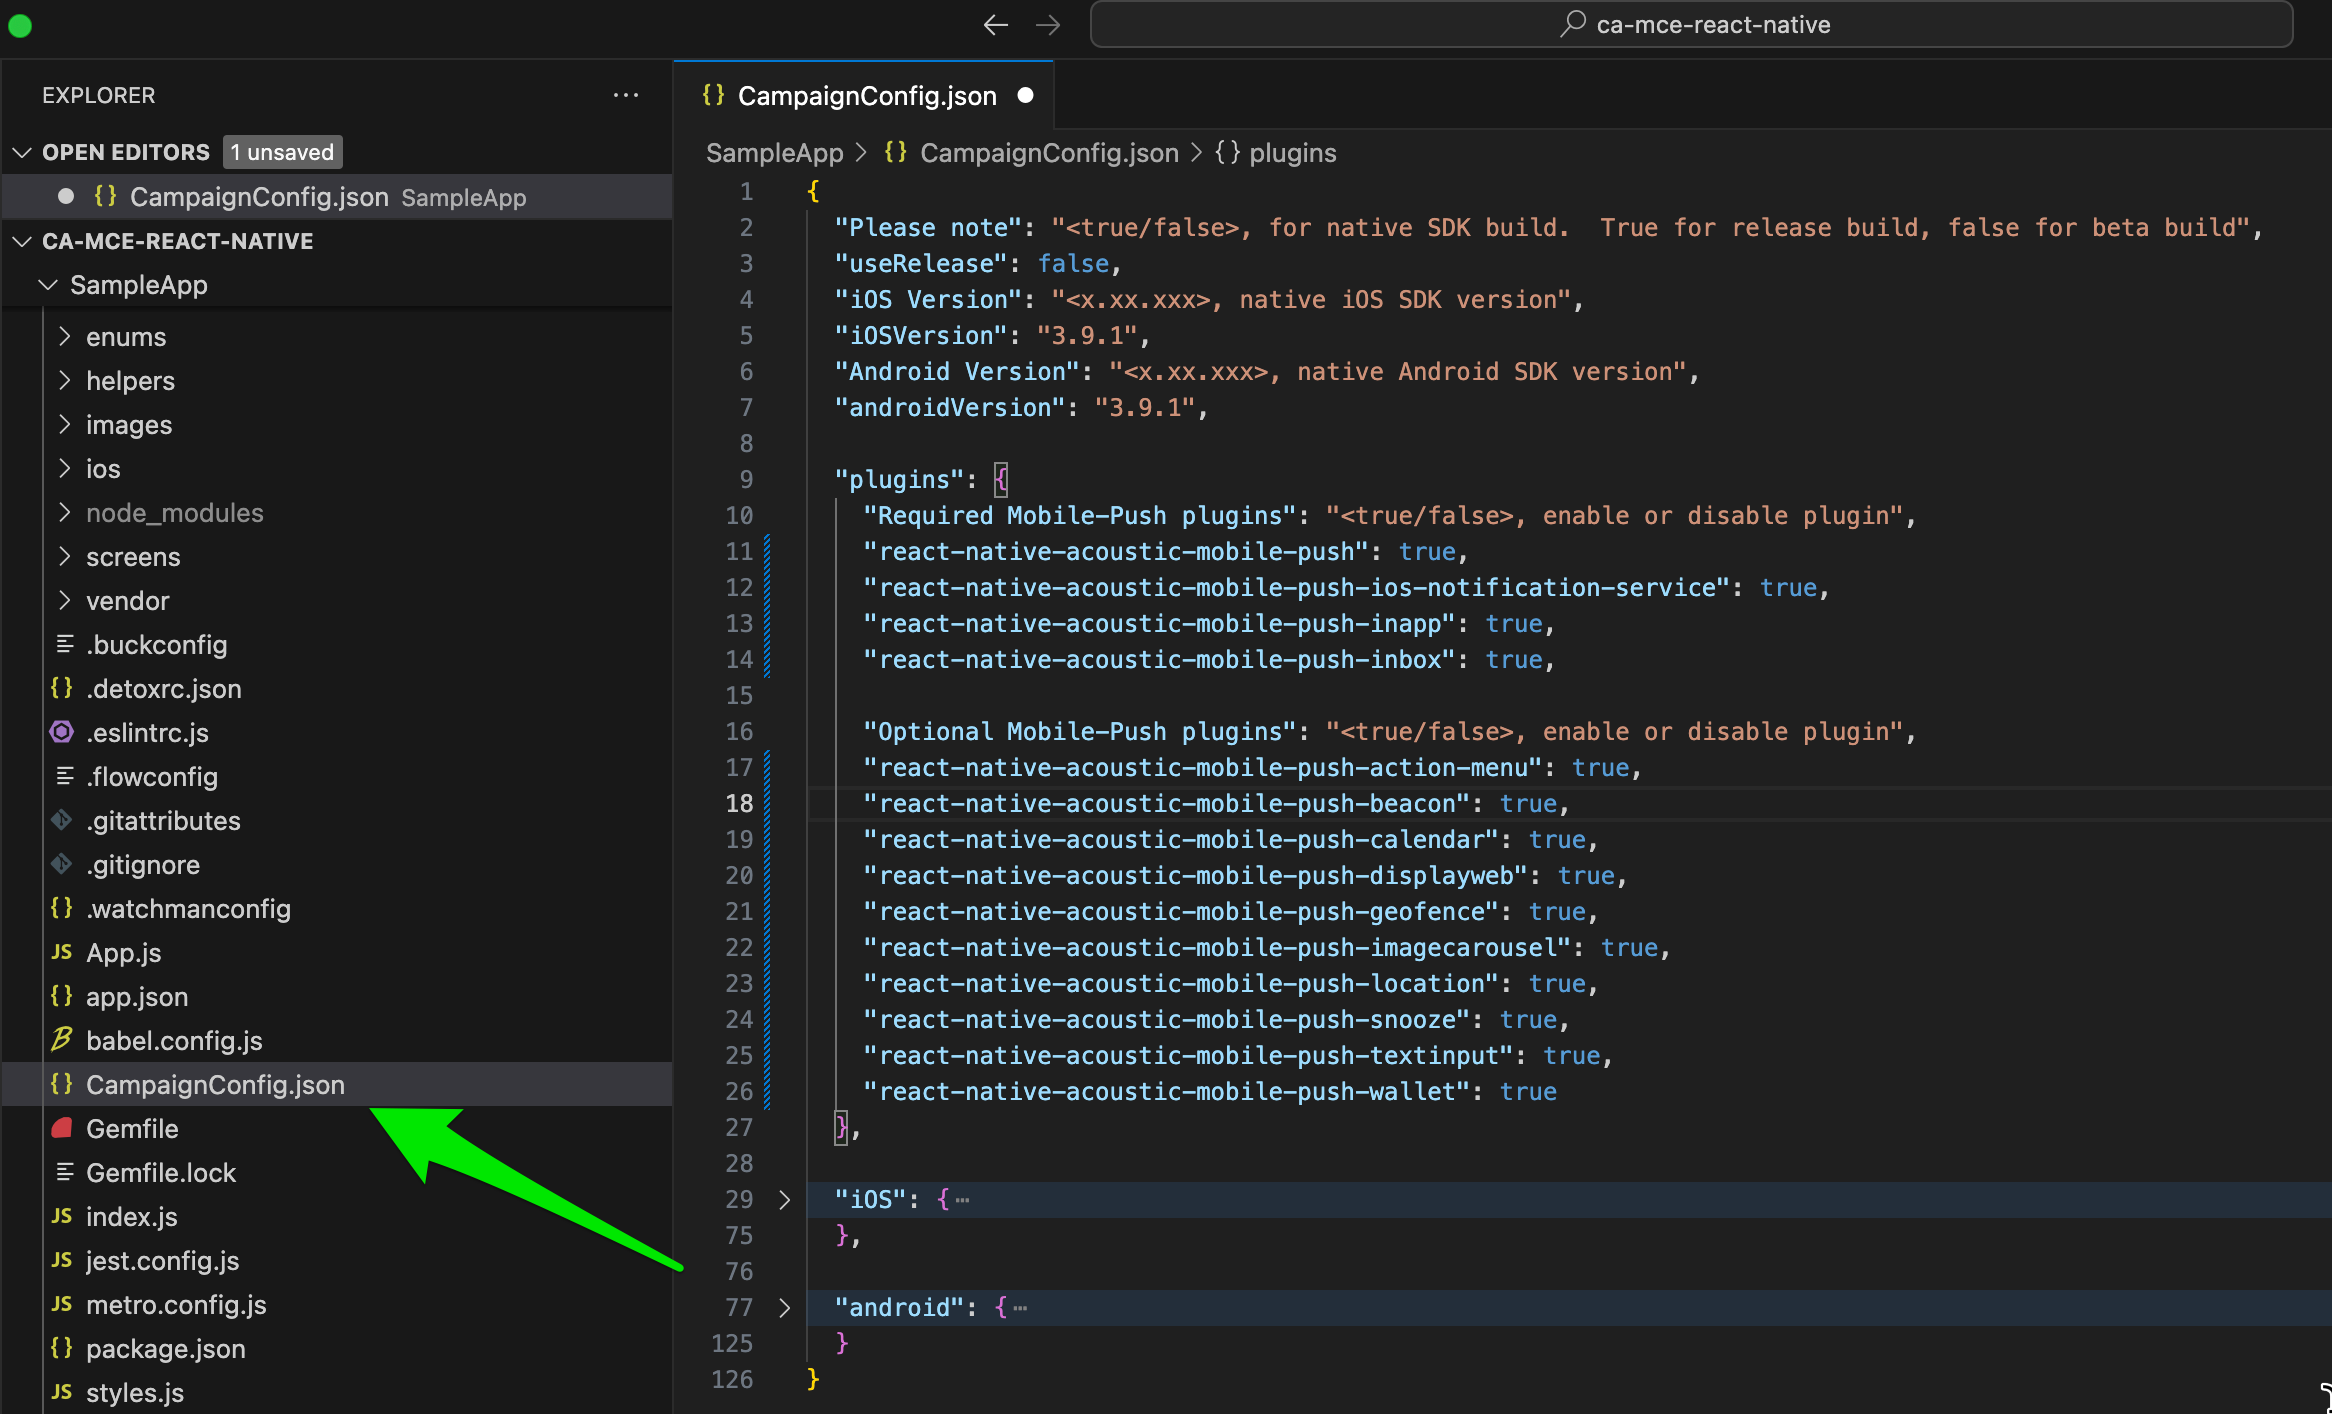 ca-mce-react-native
EXPLORER
OPEN EDITORS 1 unsaved
CampaignConfig.json SampleApp
CA-MCE-REACT-NATIVE
SampleApp
enums
helpers
images
ios
node_modules
screens
vendor
.buckconfig
.detoxrc.json
.eslintrc.js
.flowconfig
.gitattributes
.gitignore
.watchmanconfig
JS App.js
app.json
babel.config.js
CampaignConfig.json
Gemfile
Gemfile.lock
JS index.js
JS jest.config.js
JS metro.config.js
package.json
JS styles.js
{} CampaignConfig.json
SampleApp > {} CampaignConfig.json > {} plugins
1 {
2 "Please note": "<true/false>, for native SDK build.  True for release build, false for beta build",
3 "useRelease": false,
4 "iOS Version": "<x.xx.xxx>, native iOS SDK version",
5 "iOSVersion": "3.9.1",
6 "Android Version": "<x.xx.xxx>, native Android SDK version",
7 "androidVersion": "3.9.1",
8
9 "plugins": {
10 "Required Mobile-Push plugins": "<true/false>, enable or disable plugin",
11 "react-native-acoustic-mobile-push": true,
12 "react-native-acoustic-mobile-push-ios-notification-service": true,
13 "react-native-acoustic-mobile-push-inapp": true,
14 "react-native-acoustic-mobile-push-inbox": true,
15
16 "Optional Mobile-Push plugins": "<true/false>, enable or disable plugin",
17 "react-native-acoustic-mobile-push-action-menu": true,
18 "react-native-acoustic-mobile-push-beacon": true,
19 "react-native-acoustic-mobile-push-calendar": true,
20 "react-native-acoustic-mobile-push-displayweb": true,
21 "react-native-acoustic-mobile-push-geofence": true,
22 "react-native-acoustic-mobile-push-imagecarousel": true,
23 "react-native-acoustic-mobile-push-location": true,
24 "react-native-acoustic-mobile-push-snooze": true,
25 "react-native-acoustic-mobile-push-textinput": true,
26 "react-native-acoustic-mobile-push-wallet": true
27 },
28
29 "iOS": { ⋯
75 },
76
77 "android": { ⋯
125 }
126 }